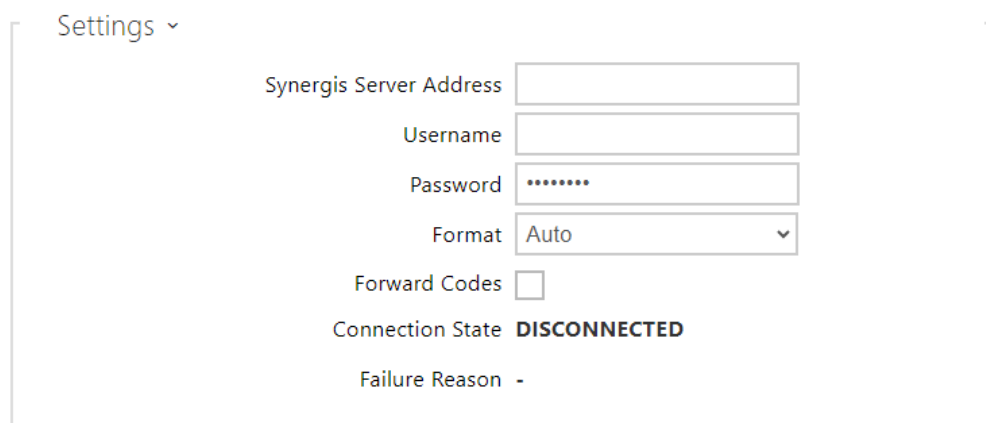 Settings
Synergis Server Address
Username
Password ••••••••
Format Auto
Forward Codes
Connection State DISCONNECTED
Failure Reason -